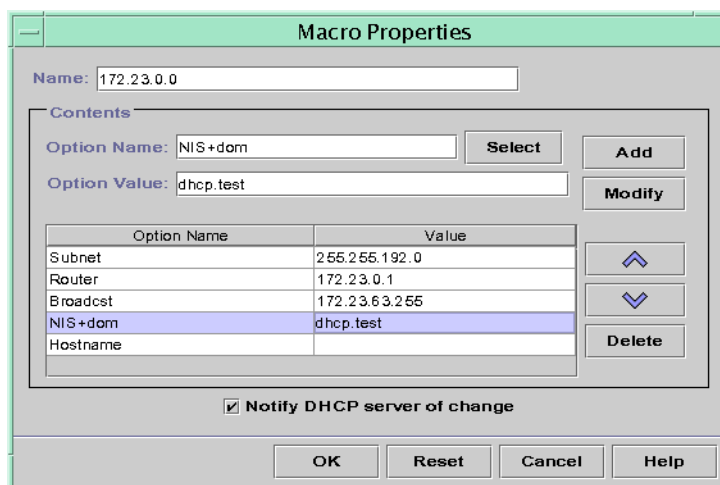 Macro Properties
Name: 172.23.0.0
Contents
Option Name: NIS+dom Select Add
Option Value: dhcp.test Modify
Option Name Value
Subnet 255.255.192.0
Router 172.23.0.1
Broadcst 172.23.63.255
NIS+dom dhcp.test
Hostname Delete
Notify DHCP server of change
OK Reset Cancel Help